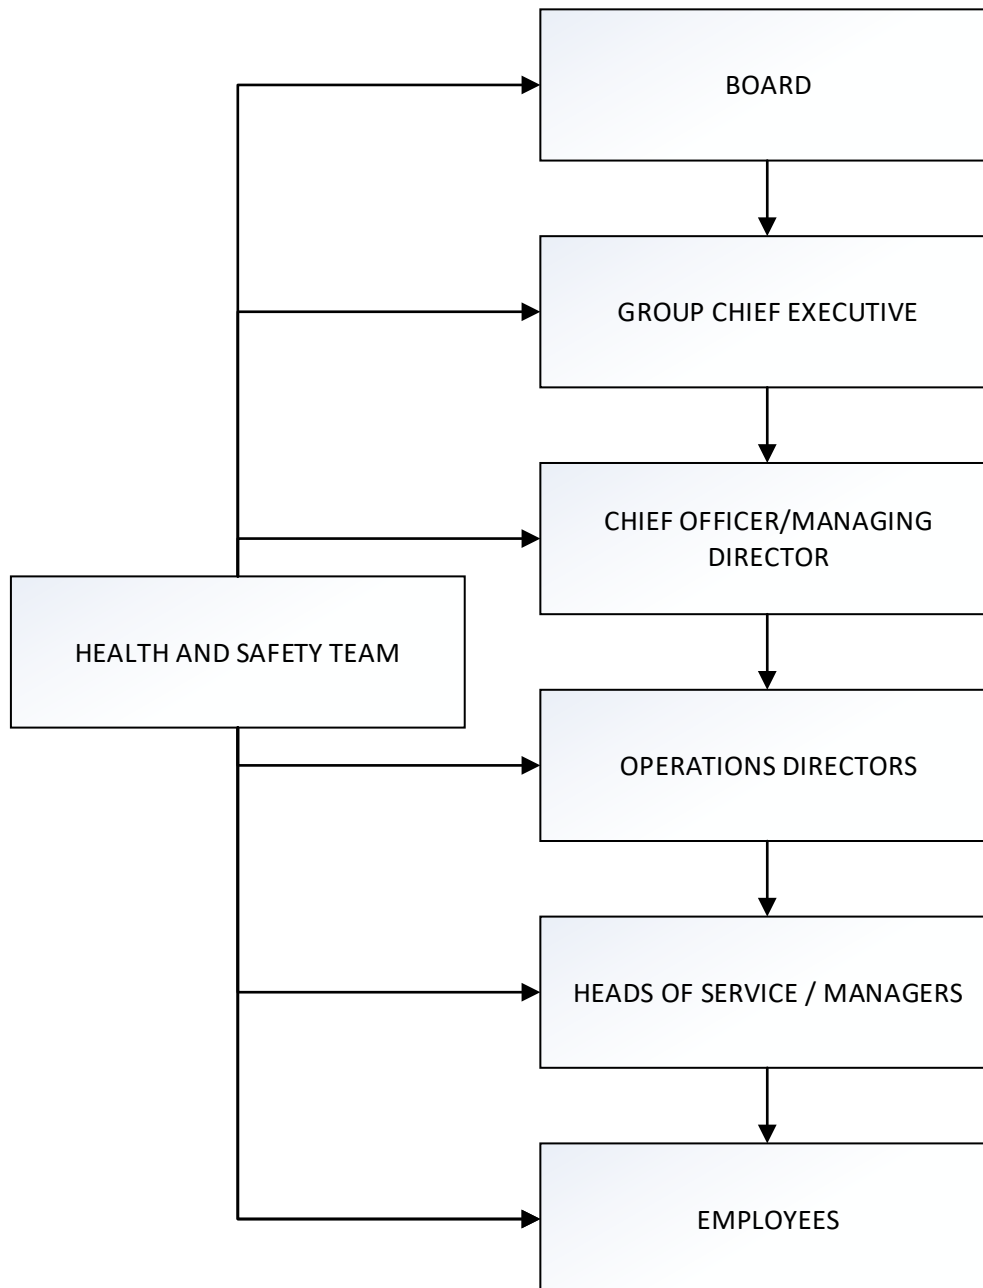 BOARD
GROUP CHIEF EXECUTIVE
CHIEF OFFICER/MANAGING
DIRECTOR
HEALTH AND SAFETY TEAM
OPERATIONS DIRECTORS
HEADS OF SERVICE / MANAGERS
EMPLOYEES